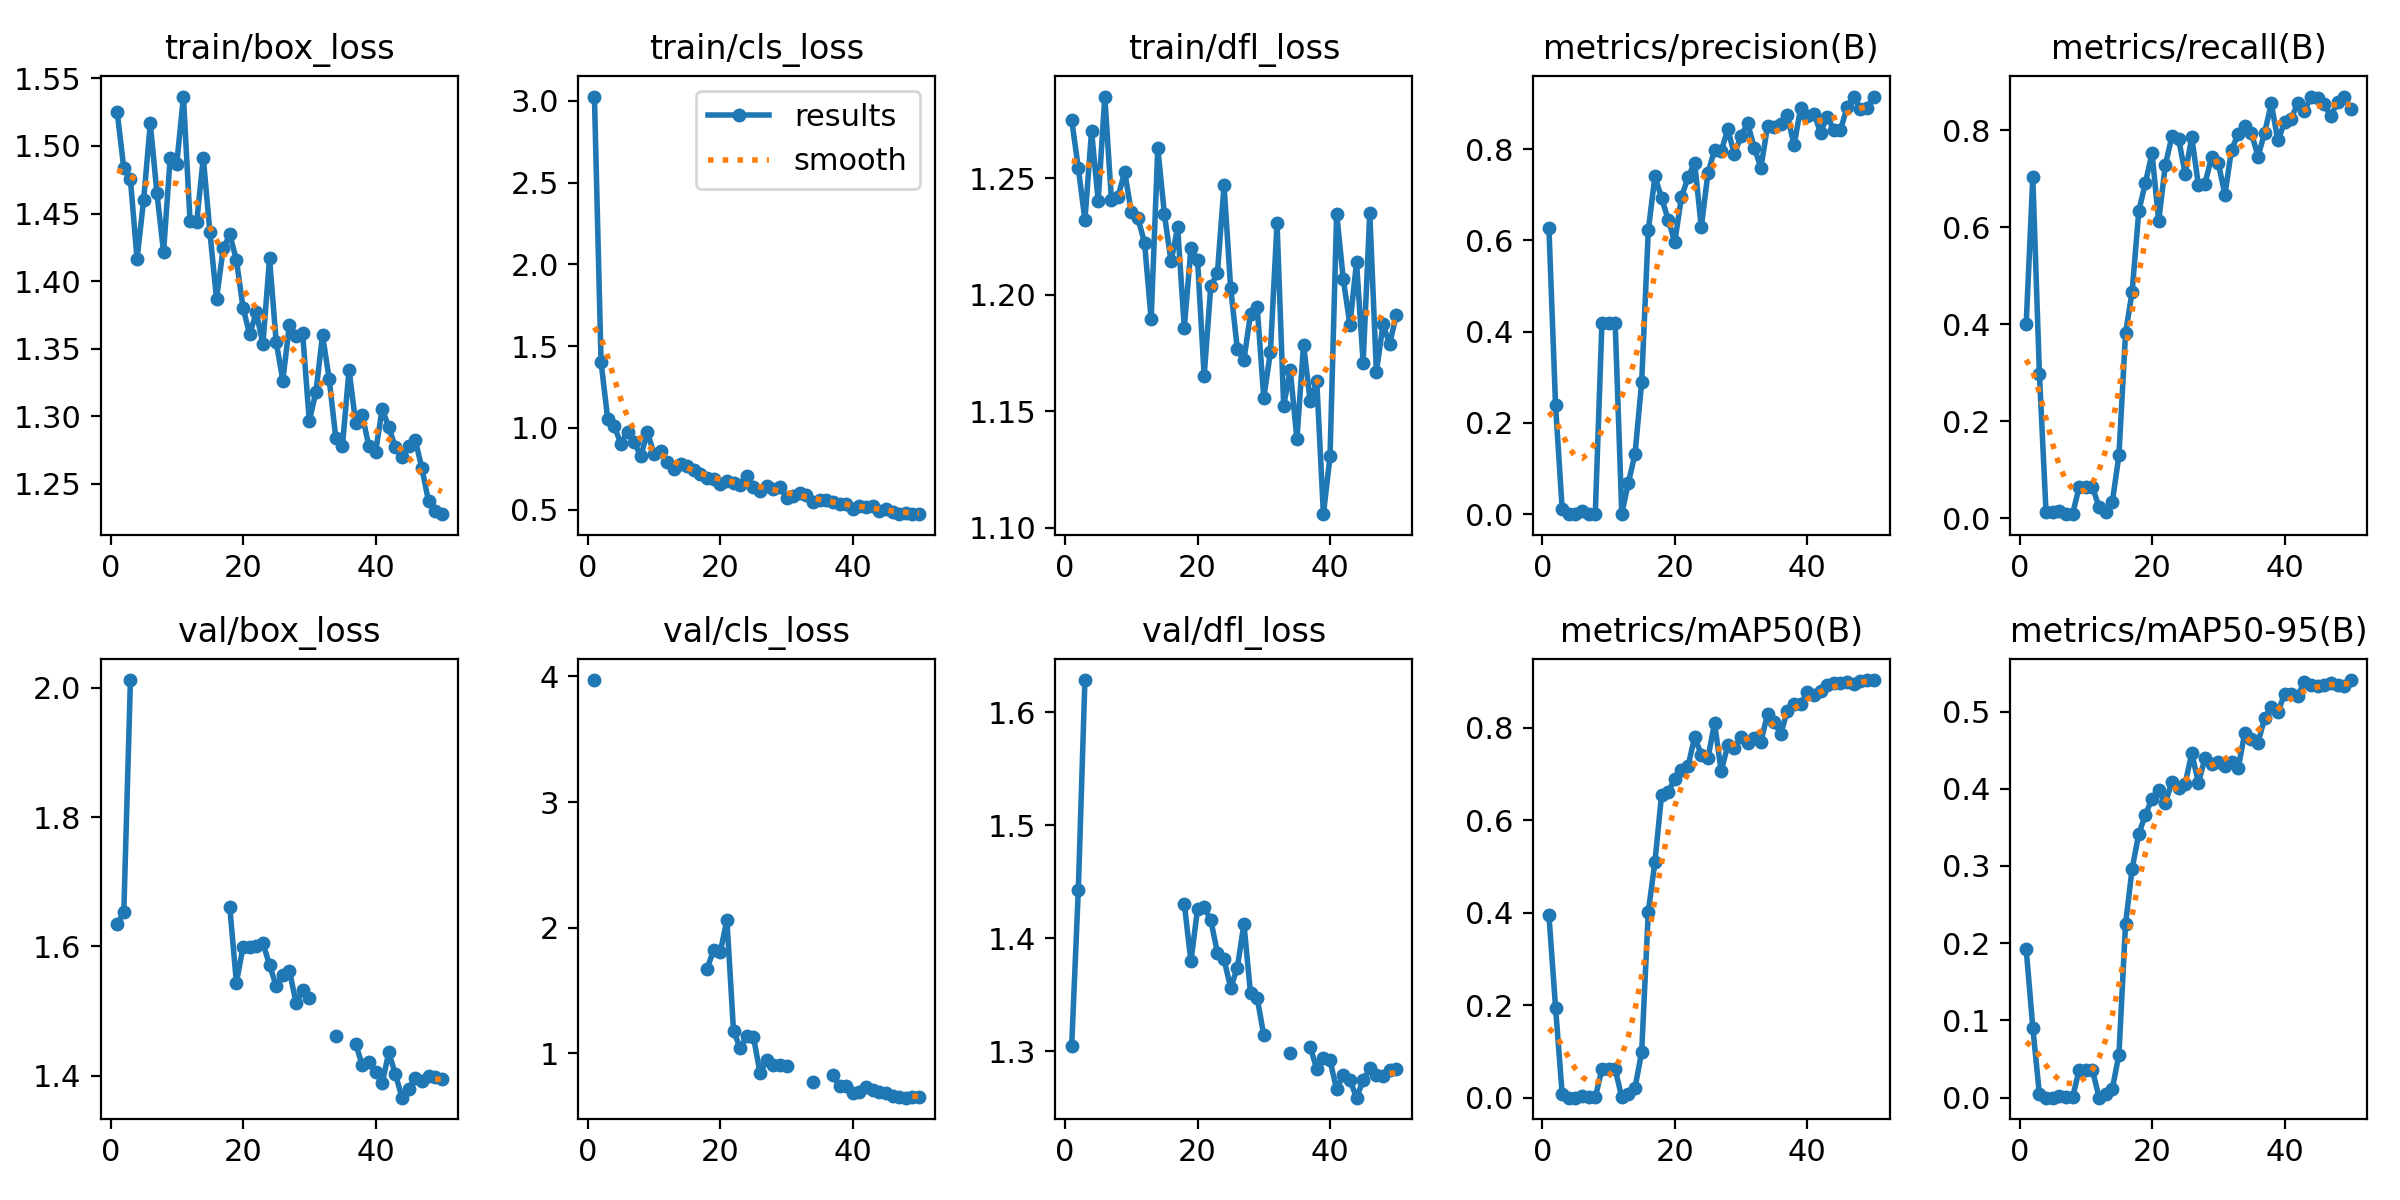 train/box_loss
train/cls_loss
train/dfl_loss
metrics/precision(B)
metrics/recall(B)
1.55
1.50
1.45
1.40
1.35
1.30
1.25
0 20 40
3.0
2.5
2.0
1.5
1.0
0.5
results
smooth
0 20 40
1.25
1.20
1.15
1.10
0 20 40
0.8
0.6
0.4
0.2
0.0
0 20 40
0.8
0.6
0.4
0.2
0.0
0 20 40
val/box_loss
val/cls_loss
val/dfl_loss
metrics/mAP50(B)
metrics/mAP50-95(B)
2.0
1.8
1.6
1.4
0 20 40
4
3
2
1
0 20 40
1.6
1.5
1.4
1.3
0 20 40
0.8
0.6
0.4
0.2
0.0
0 20 40
0.5
0.4
0.3
0.2
0.1
0.0
0 20 40